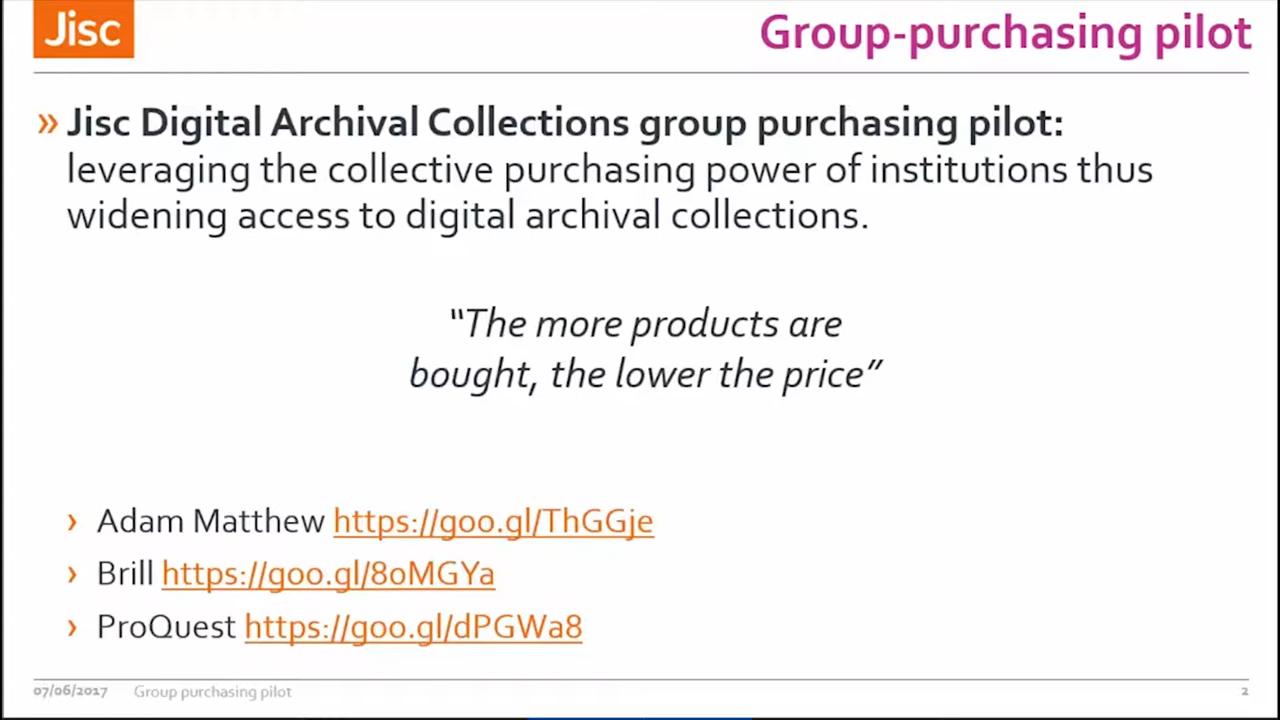 Jisc
Group-purchasing pilot
» Jisc Digital Archival Collections group purchasing pilot:
leveraging the collective purchasing power of institutions thus
widening access to digital archival collections.
“The more products are
bought, the lower the price”
› Adam Matthew https://goo.gl/ThGGje
› Brill https://goo.gl/8oMGYa
› ProQuest https://goo.gl/dPGWa8
07/06/2017 Group purchasing pilot 2